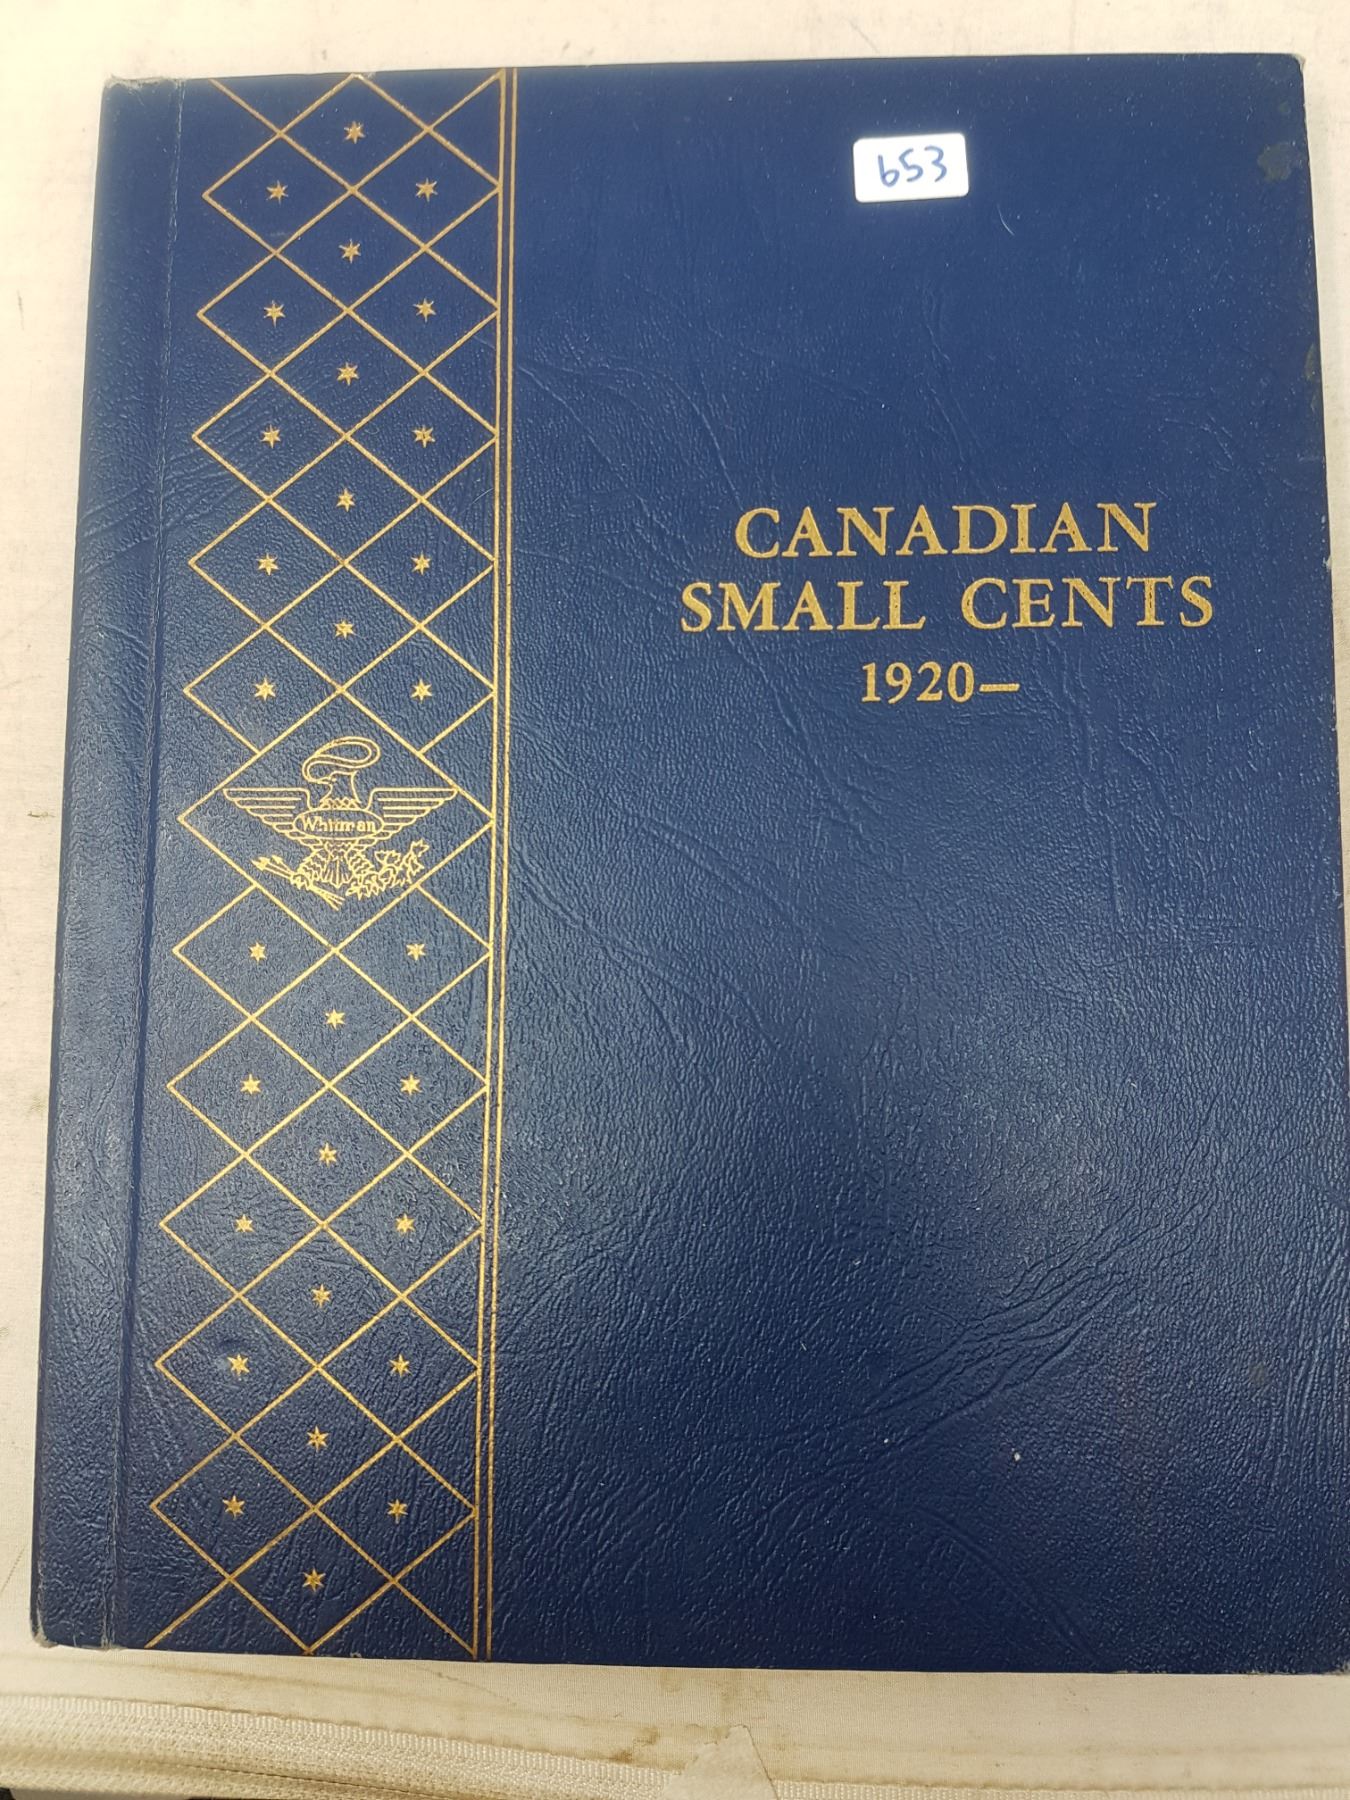 653
CANADIAN
SMALL CENTS
1920—
Whitman